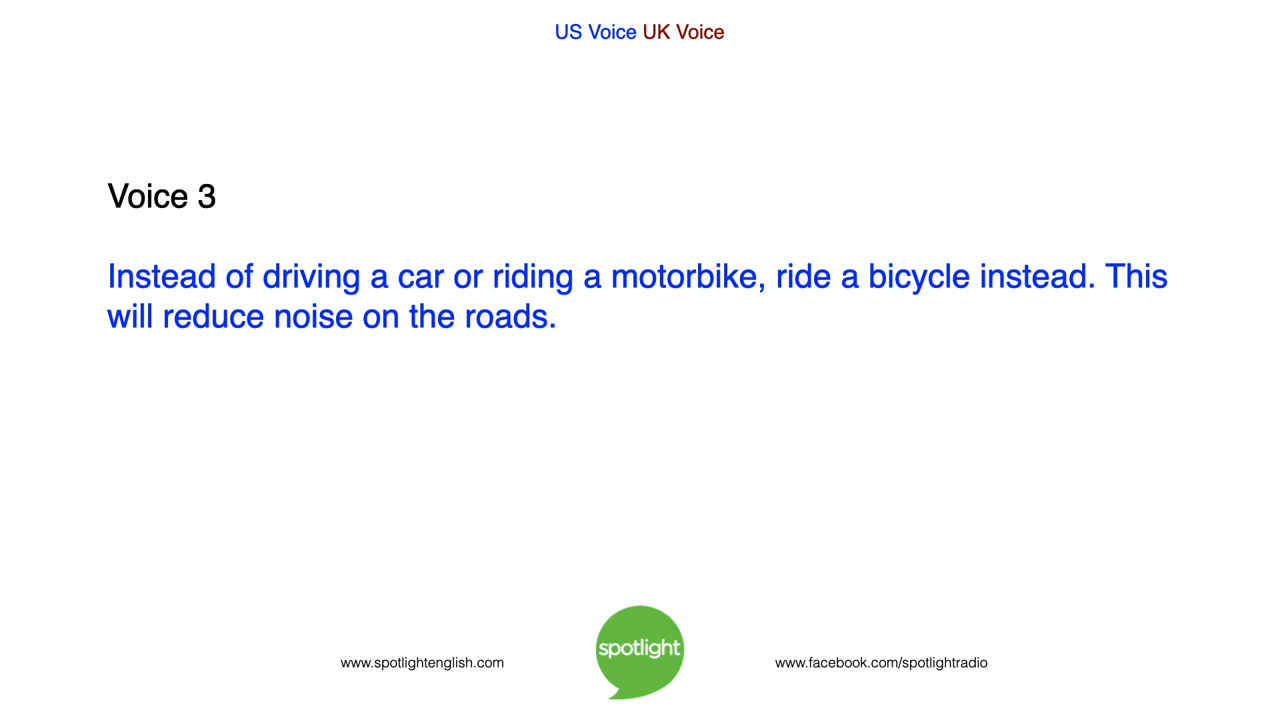 US Voice UK Voice
Voice 3
Instead of driving a car or riding a motorbike, ride a bicycle instead. This
will reduce noise on the roads.
spotlight
www.spotlightenglish.com
www.facebook.com/spotlightradio